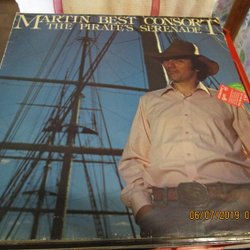 MARTIN BEST CONSORT
THE PIRATE'S SERENADE
06/07/2019